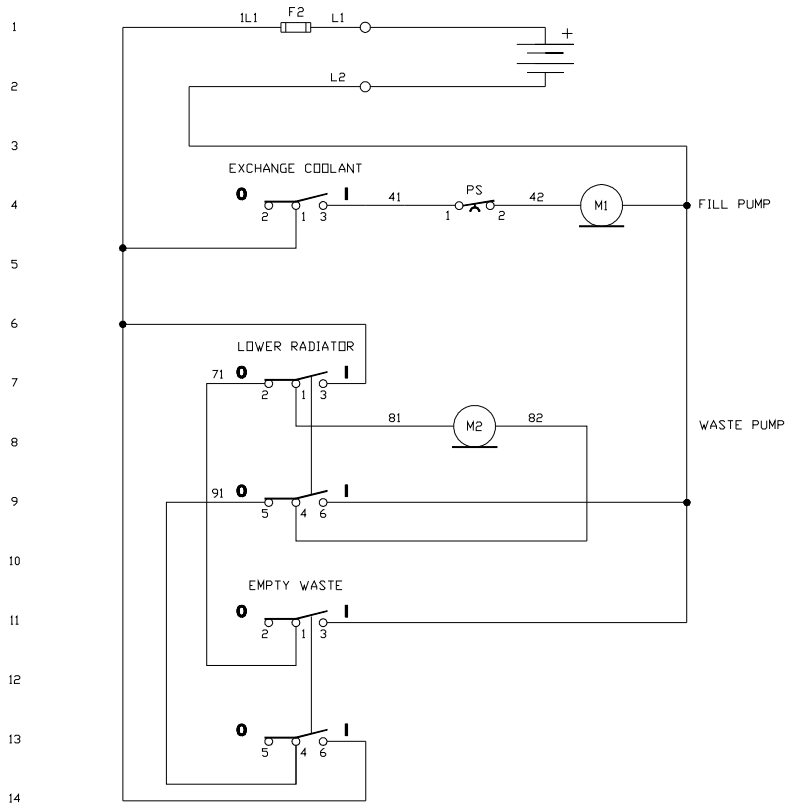 1 1L1 F2 L1 +
2 L2
3
EXCHANGE COOLANT
4 0 I 41 PS 42 M1 FILL PUMP
2 1 3 1 2
5
6
LOWER RADIATOR
71 0 I
7
2 1 3
81 M2 82 WASTE PUMP
8
91 0 I
9
5 4 6
10
EMPTY WASTE
0 I
11
2 1 3
12
0 I
13
5 4 6
14